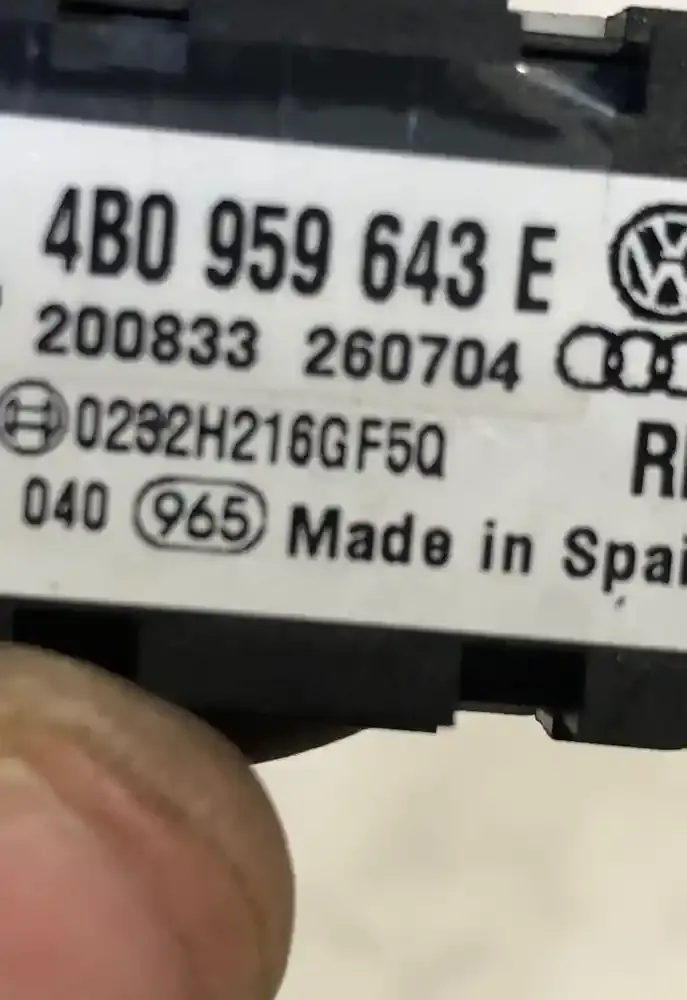 4B0 959 643 E
200833 260704
0232H216GF5Q
040 965 Made in Spai